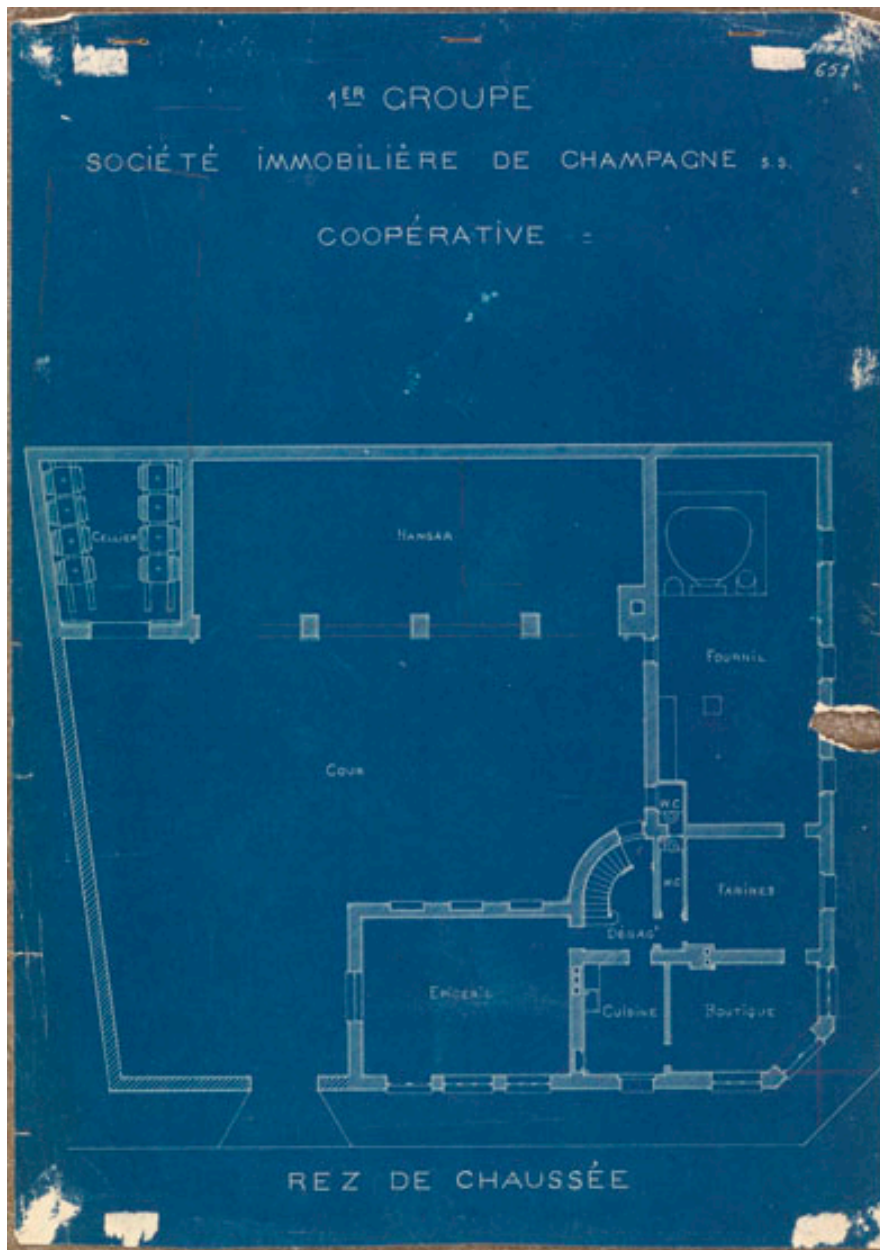 651
1ER GROUPE
SOCIÉTÉ IMMOBILIÈRE DE CHAMPAGNE S.S.
COOPÉRATIVE =
CELLIER
HANGAR
FOURNIL
COUR
W.C
W.C
FARINES
DÉGAGT
EPICERIE
CUISINE
BOUTIQUE
REZ DE CHAUSSÉE